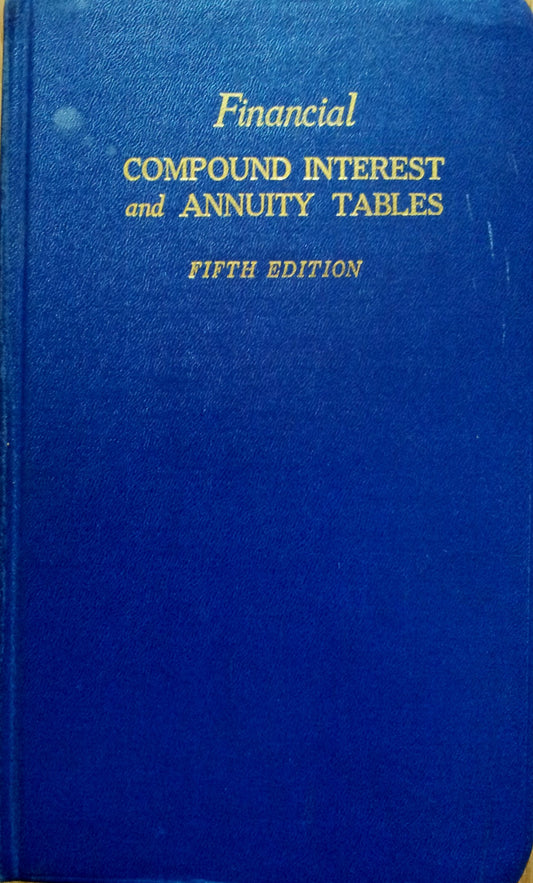 Financial
COMPOUND INTEREST
and ANNUITY TABLES
FIFTH EDITION